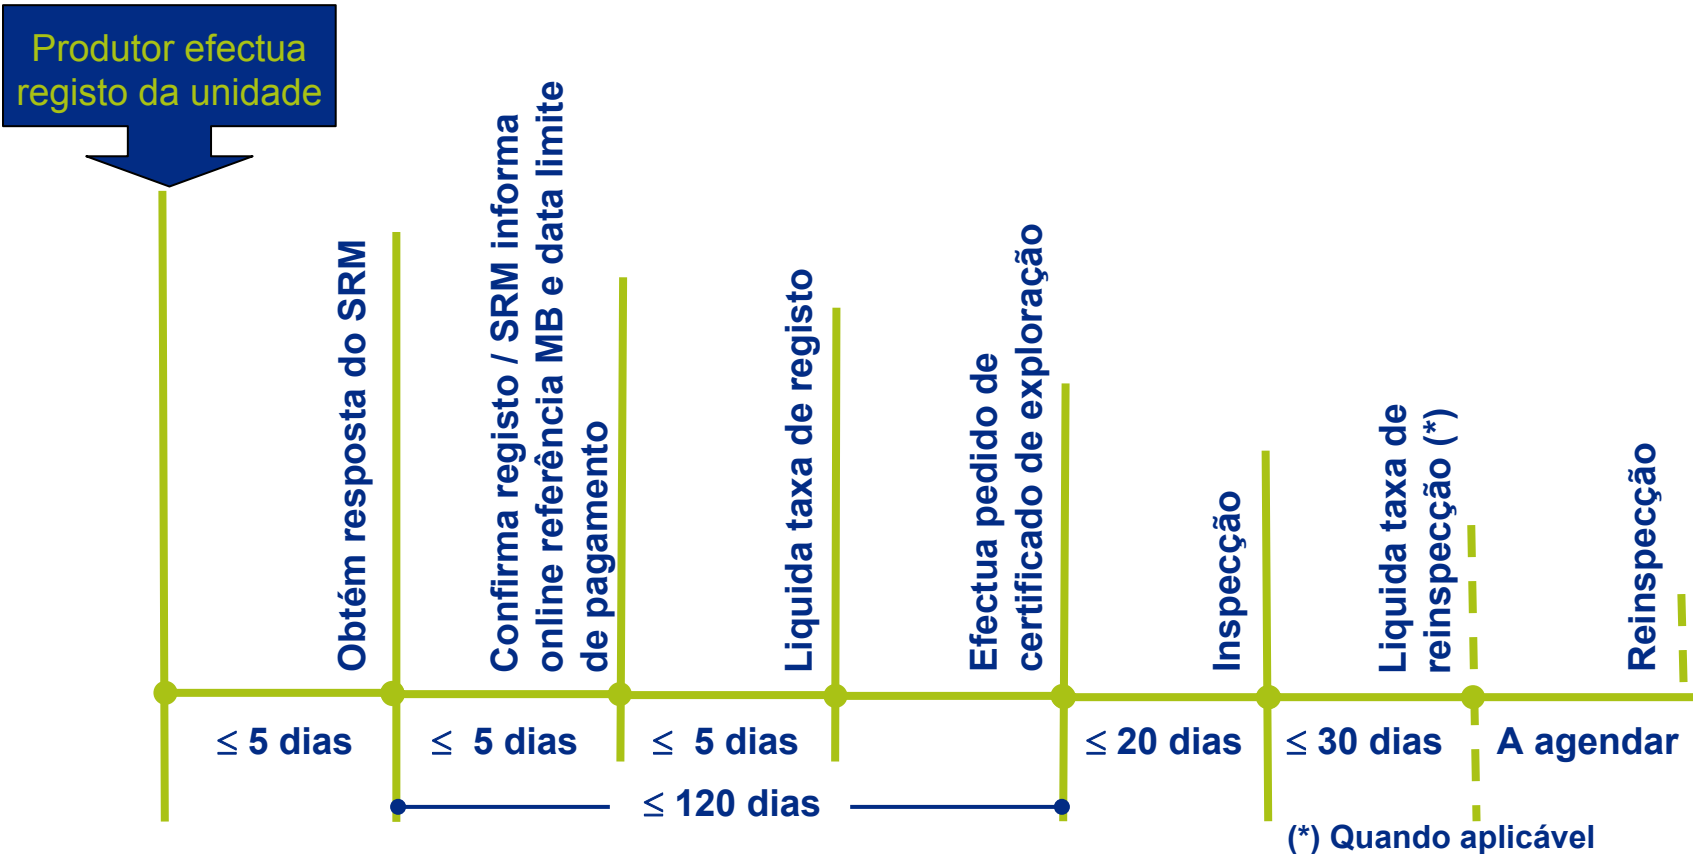 Produtor efectua
registo da unidade
Obtém resposta do SRM
Confirma registo / SRM informa
online referência MB e data limite
de pagamento
Liquida taxa de registo
Efectua pedido de
certificado de exploração
Inspecção
Liquida taxa de
reinspecção (*)
Reinspecção
≤ 5 dias
≤ 5 dias
≤ 5 dias
≤ 20 dias
≤ 30 dias
A agendar
≤ 120 dias
(*) Quando aplicável